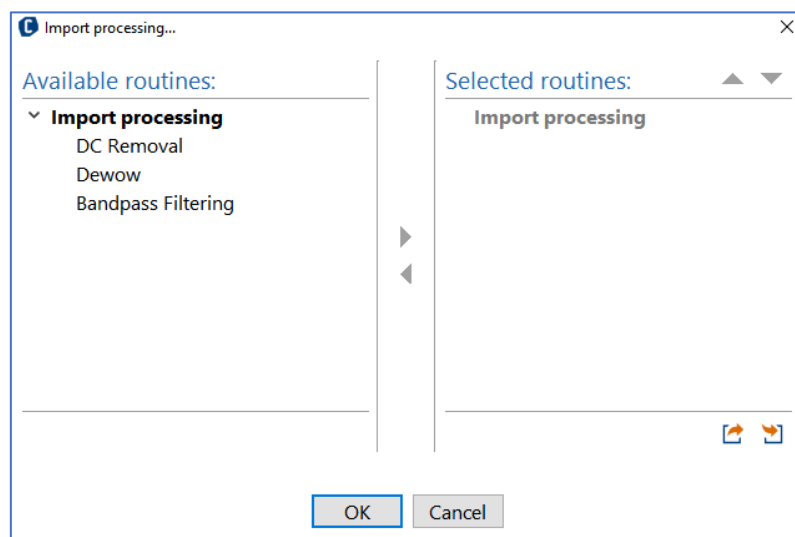 Import processing...
Available routines:
Import processing
DC Removal
Dewow
Bandpass Filtering
Selected routines:
Import processing
OK
Cancel